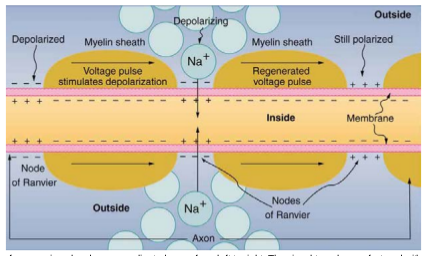 Depolarizing
Outside
Depolarized
Myelin sheath
Myelin sheath
Still polarized
Na+
Voltage pulse
stimulates depolarization
Regenerated
voltage pulse
Inside
Membrane
Node
of Ranvier
Nodes
of Ranvier
Outside
Na+
Axon